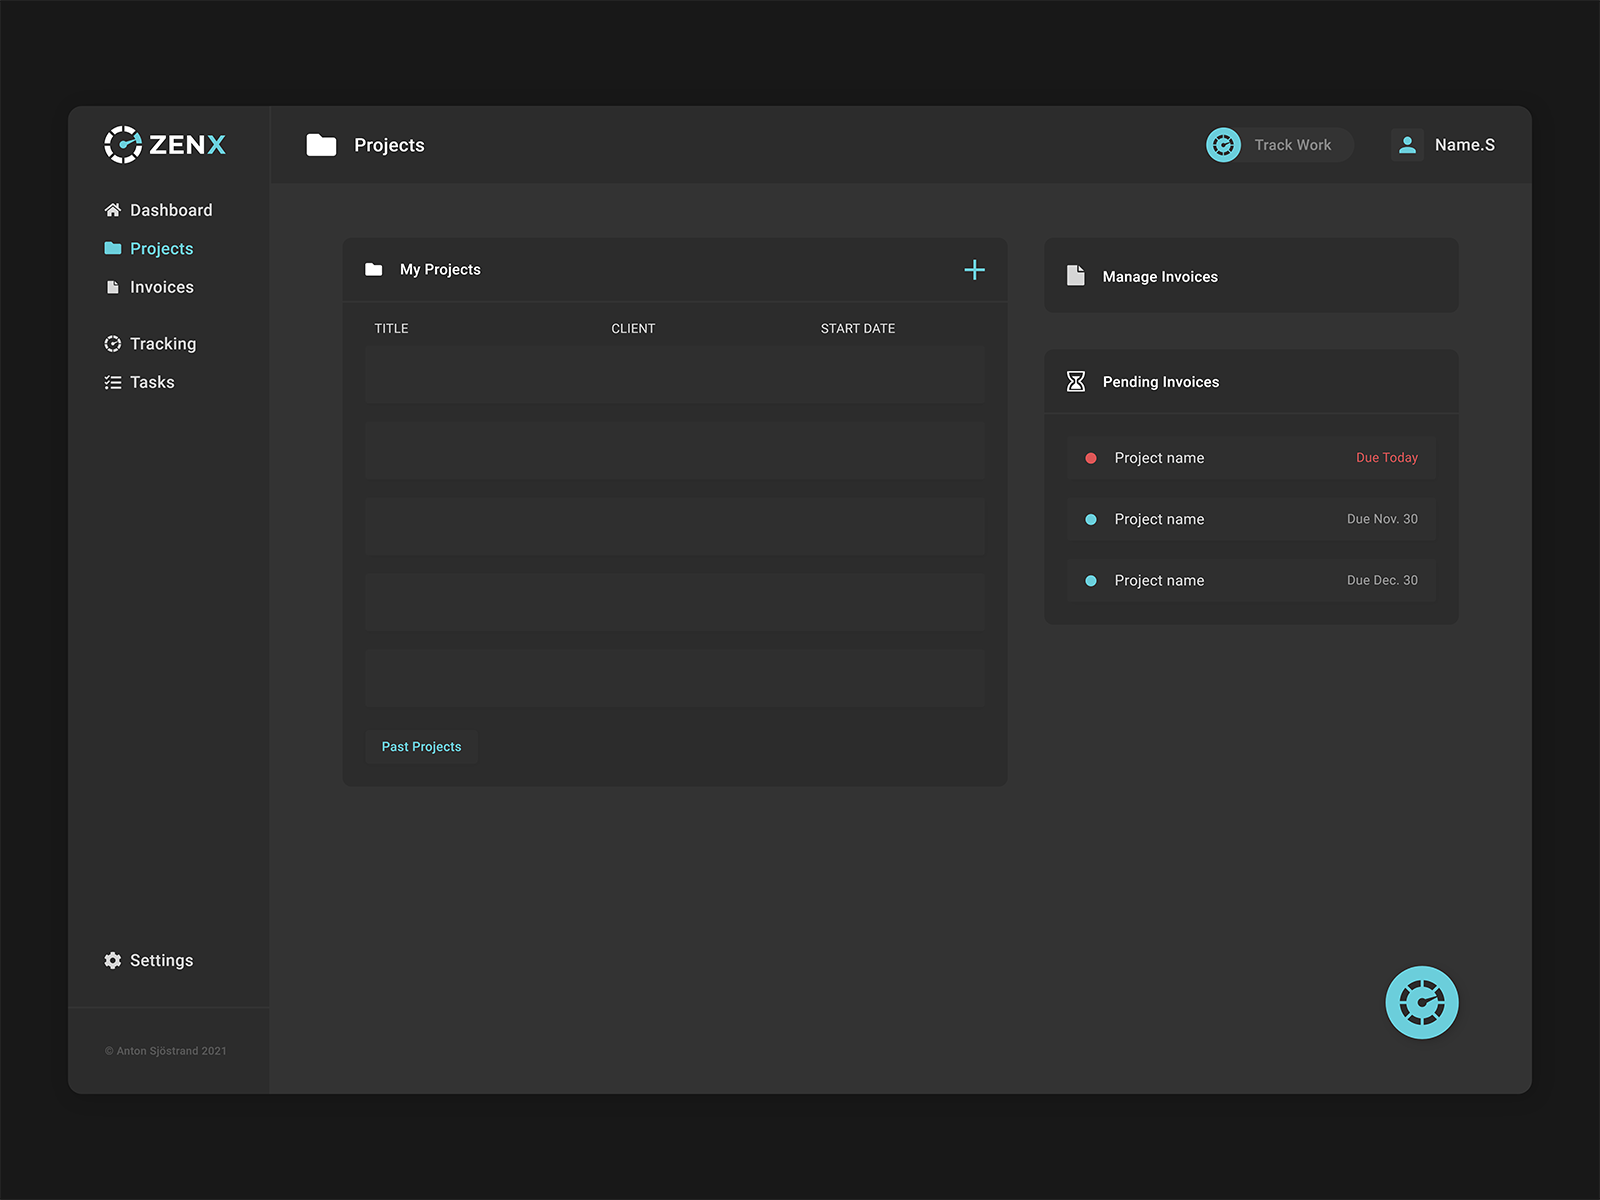 ZENX
Dashboard
Projects
Invoices
Tracking
Tasks
Settings
© Anton Sjöstrand 2021
Projects
Track Work
Name.S
My Projects
TITLE CLIENT START DATE
Past Projects
Manage Invoices
Pending Invoices
Project name Due Today
Project name Due Nov. 30
Project name Due Dec. 30